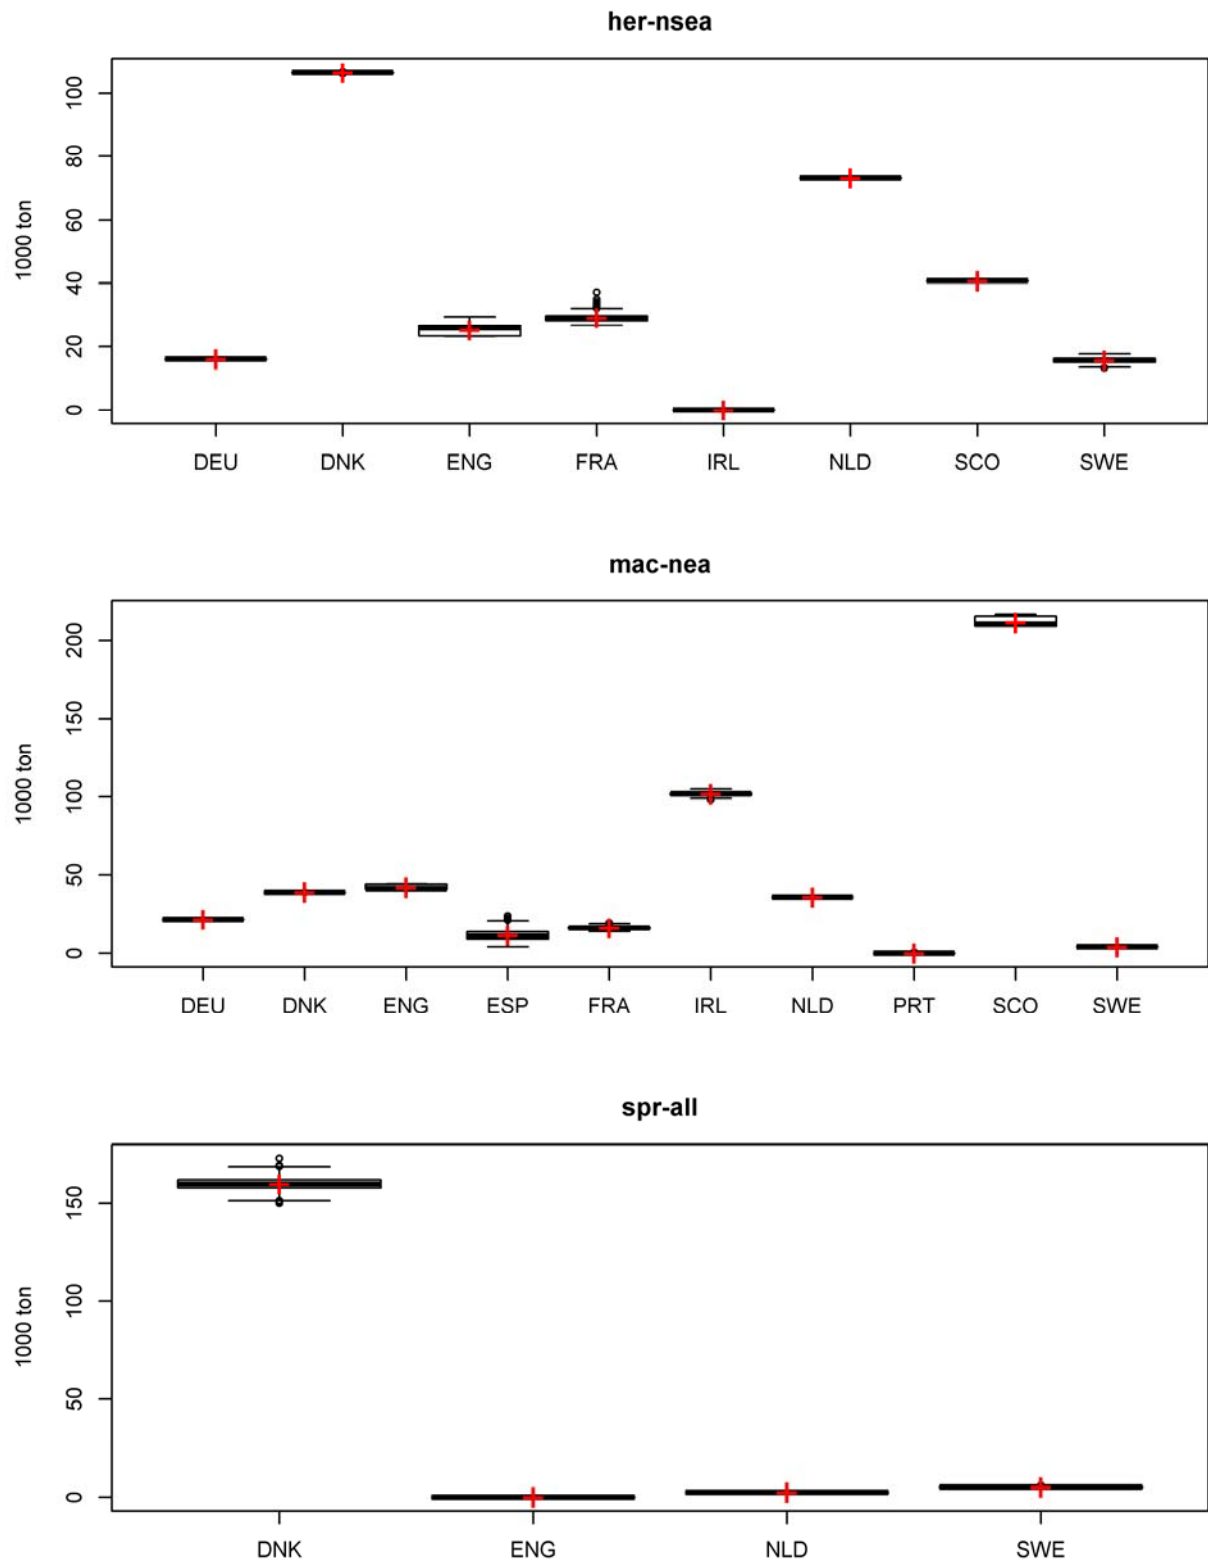 her-nsea
100
80
60
40
20
0
1000 ton
DEU DNK ENG FRA IRL NLD SCO SWE
mac-nea
200
150
100
50
0
1000 ton
DEU DNK ENG ESP FRA IRL NLD PRT SCO SWE
spr-all
150
100
50
0
1000 ton
DNK ENG NLD SWE